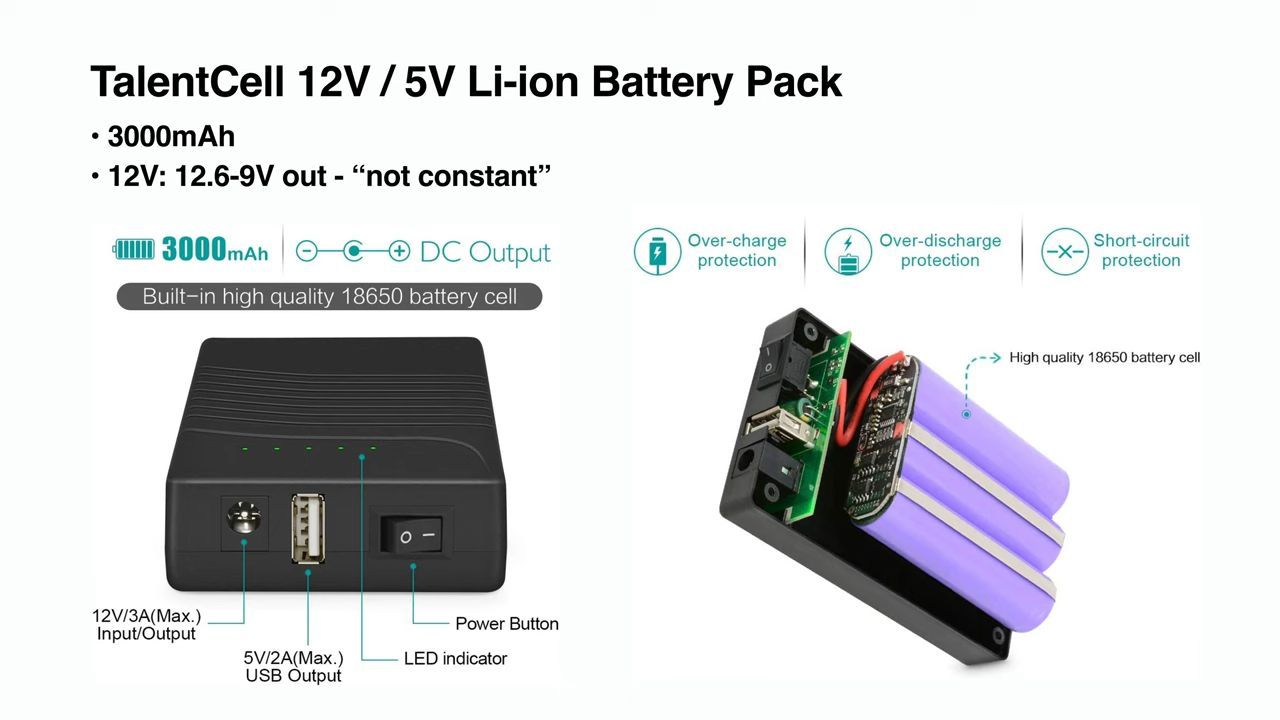 TalentCell 12V / 5V Li-ion Battery Pack
• 3000mAh
• 12V: 12.6-9V out - “not constant”
3000mAh
DC Output
Built-in high quality 18650 battery cell
12V/3A(Max.)
Input/Output
5V/2A(Max.)
USB Output
Power Button
LED indicator
Over-charge
protection
Over-discharge
protection
Short-circuit
protection
High quality 18650 battery cell